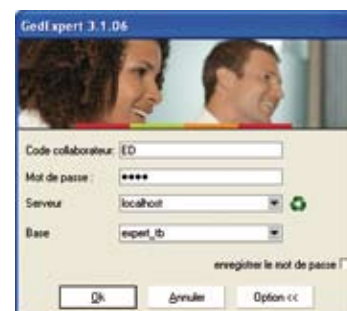 GedExpert 3.1.06
Code collaborateur: ED
Mot de passe : ••••
Serveur localhost
Base expert_tb
enregistrer le mot de passe
Ok Annuler Option <<